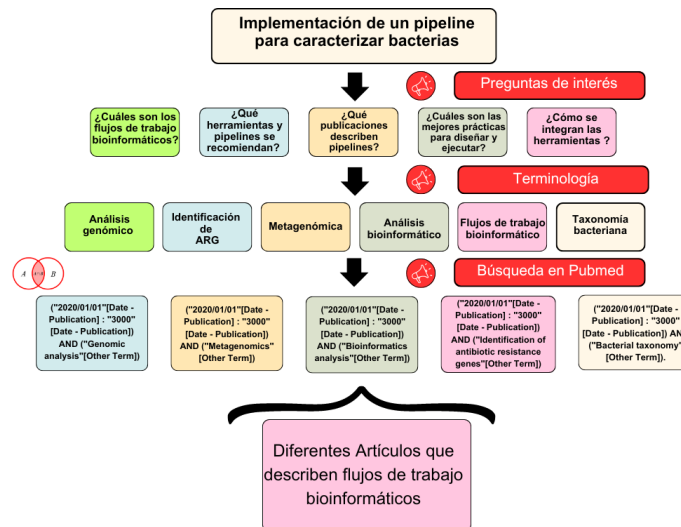 Implementación de un pipeline
para caracterizar bacterias
Preguntas de interés
¿Cuáles son los
flujos de trabajo
bioinformáticos?
¿Qué
herramientas y
pipelines se
recomiendan?
¿Qué
publicaciones
describen
pipelines?
¿Cuáles son las
mejores prácticas
para diseñar y
ejecutar?
¿Cómo se
integran las
herramientas ?
Terminología
Análisis
genómico
Identificación
de
ARG
Metagenómica
Análisis
bioinformático
Flujos de trabajo
bioinformático
Taxonomía
bacteriana
A
A∩B
B
Búsqueda en Pubmed
("2020/01/01"[Date -
Publication] : "3000"
[Date - Publication])
AND ("Genomic
analysis"[Other Term])
("2020/01/01"[Date -
Publication] : "3000"
[Date - Publication])
AND ("Metagenomics"
[Other Term])
("2020/01/01"[Date -
Publication] : "3000"
[Date - Publication])
AND ("Bioinformatics
analysis"[Other Term])
("2020/01/01"[Date -
Publication] : "3000"
[Date - Publication])
AND ("Identification of
antibiotic resistance
genes"[Other Term])
("2020/01/01"[Date -
Publication] : "3000"
[Date - Publication]) AND
("Bacterial taxonomy"
[Other Term]).
Diferentes Artículos que
describen flujos de trabajo
bioinformáticos